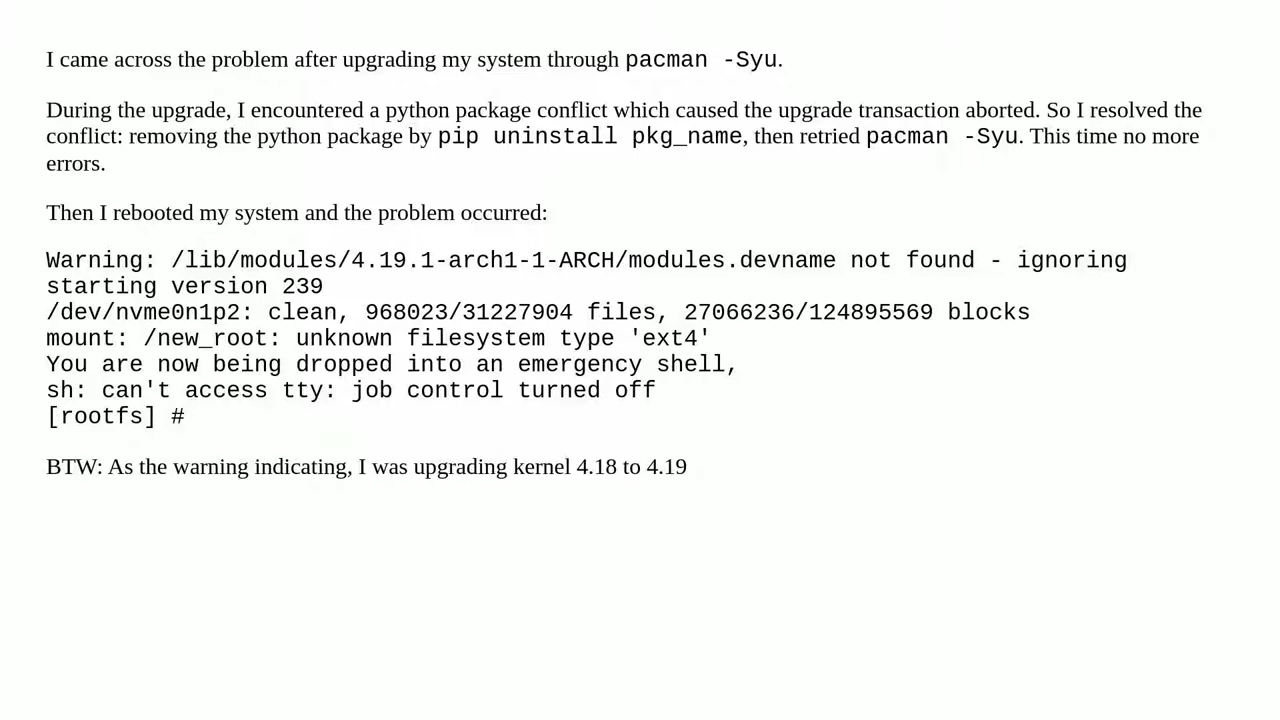 I came across the problem after upgrading my system through pacman -Syu.
During the upgrade, I encountered a python package conflict which caused the upgrade transaction aborted. So I resolved the
conflict: removing the python package by pip uninstall pkg_name, then retried pacman -Syu. This time no more
errors.
Then I rebooted my system and the problem occurred:
Warning: /lib/modules/4.19.1-arch1-1-ARCH/modules.devname not found - ignoring
starting version 239
/dev/nvme0n1p2: clean, 968023/31227904 files, 27066236/124895569 blocks
mount: /new_root: unknown filesystem type 'ext4'
You are now being dropped into an emergency shell,
sh: can't access tty: job control turned off
[rootfs] #
BTW: As the warning indicating, I was upgrading kernel 4.18 to 4.19